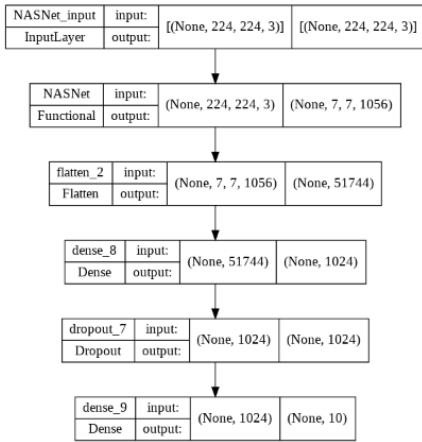 NASNet_input input: [(None, 224, 224, 3)] [(None, 224, 224, 3)]
InputLayer output:
NASNet input: (None, 224, 224, 3) (None, 7, 7, 1056)
Functional output:
flatten_2 input: (None, 7, 7, 1056) (None, 51744)
Flatten output:
dense_8 input: (None, 51744) (None, 1024)
Dense output:
dropout_7 input: (None, 1024) (None, 1024)
Dropout output:
dense_9 input: (None, 1024) (None, 10)
Dense output: